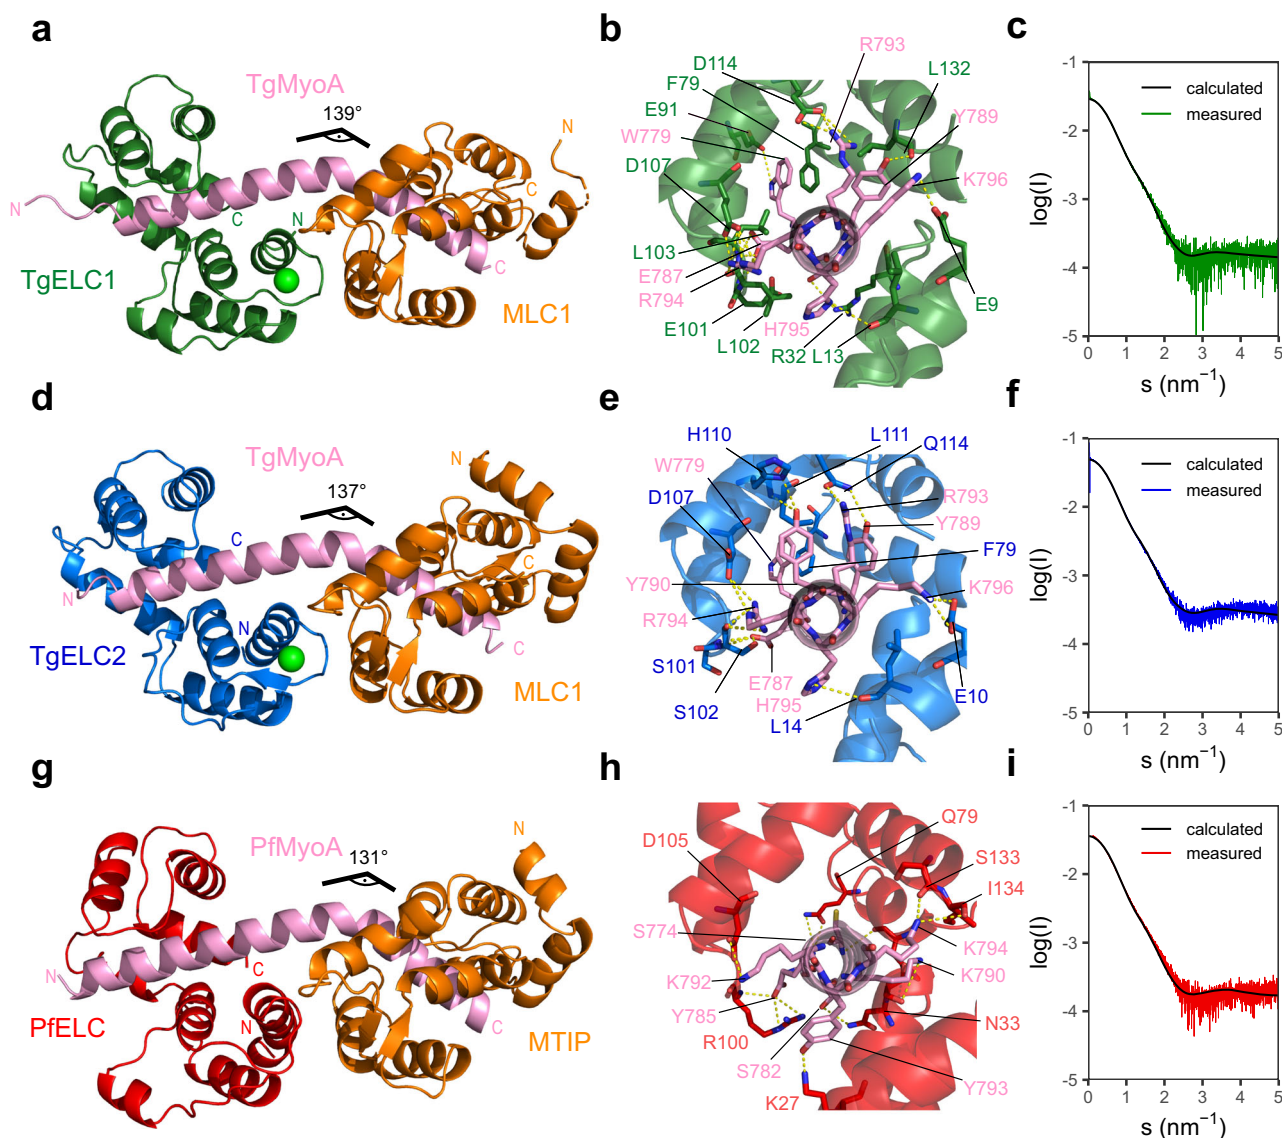 a
TgMyoA
139°
N
N
C
C
N
C
TgELC1
MLC1
b
R793
D114
F79
L132
E91
Y789
W779
D107
K796
L103
E787
R794
E9
E101
H795
L102
R32
L13
c
-1
calculated
measured
-2
log(I)
-3
-4
-5
0
1
2
3
4
5
s (nm⁻¹)
d
TgMyoA
N
137°
C
C
N
N
C
TgELC2
MLC1
e
H110
L111
Q114
W779
R793
D107
Y789
F79
Y790
K796
R794
S101
E787
E10
H795
S102
L14
f
-1
calculated
measured
-2
log(I)
-3
-4
-5
0
1
2
3
4
5
s (nm⁻¹)
g
N
PfMyoA
131°
N
C
N
C
C
PfELC
MTIP
h
Q79
D105
S133
I134
S774
K794
K792
K790
Y785
N33
R100
S782
Y793
K27
i
-1
calculated
measured
-2
log(I)
-3
-4
-5
0
1
2
3
4
5
s (nm⁻¹)